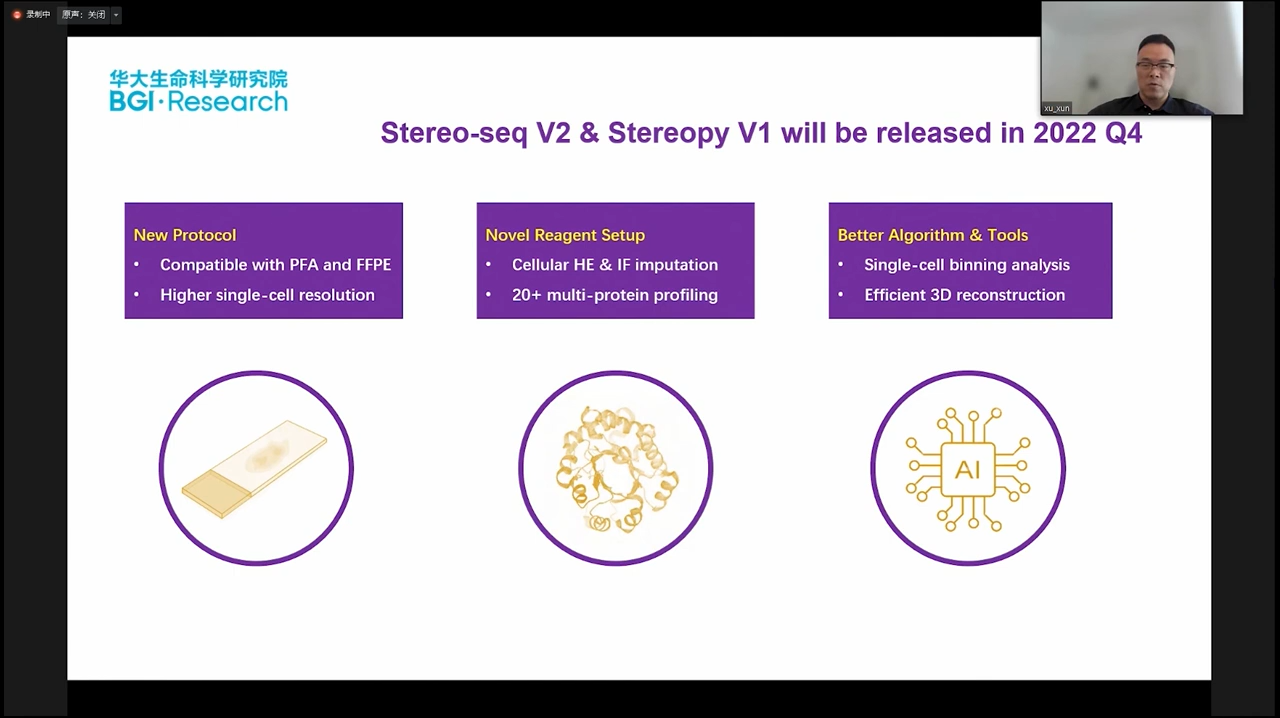 录制中 原声：关闭
华大生命科学研究院
BGI·Research
xu_xun
Stereo-seq V2 & Stereopy V1 will be released in 2022 Q4
New Protocol
• Compatible with PFA and FFPE
• Higher single-cell resolution
Novel Reagent Setup
• Cellular HE & IF imputation
• 20+ multi-protein profiling
Better Algorithm & Tools
• Single-cell binning analysis
• Efficient 3D reconstruction
AI